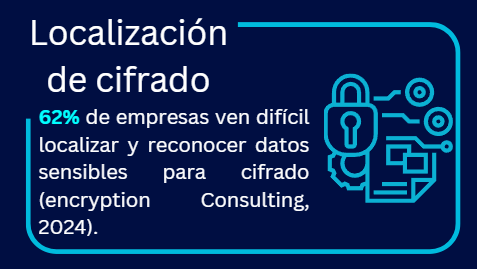 Localización
de cifrado
62% de empresas ven difícil
localizar y reconocer datos
sensibles para cifrado
(encryption Consulting,
2024).